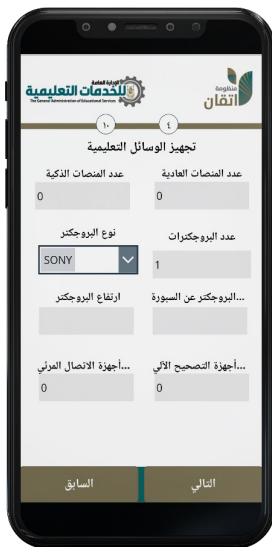 منظومة
اتقان
الإدارة العامة
للخدمات التعليمية
The General Administration of Educational Services
٤
١٠
تجهيز الوسائل التعليمية
عدد المنصات العادية
عدد المنصات الذكية
0
0
عدد البروجكترات
نوع البروجكتر
1
SONY
...البروجكتر عن السبورة
ارتفاع البروجكتر
...أجهزة التصحيح الآلي
...أجهزة الاتصال المرئي
0
0
التالي
السابق